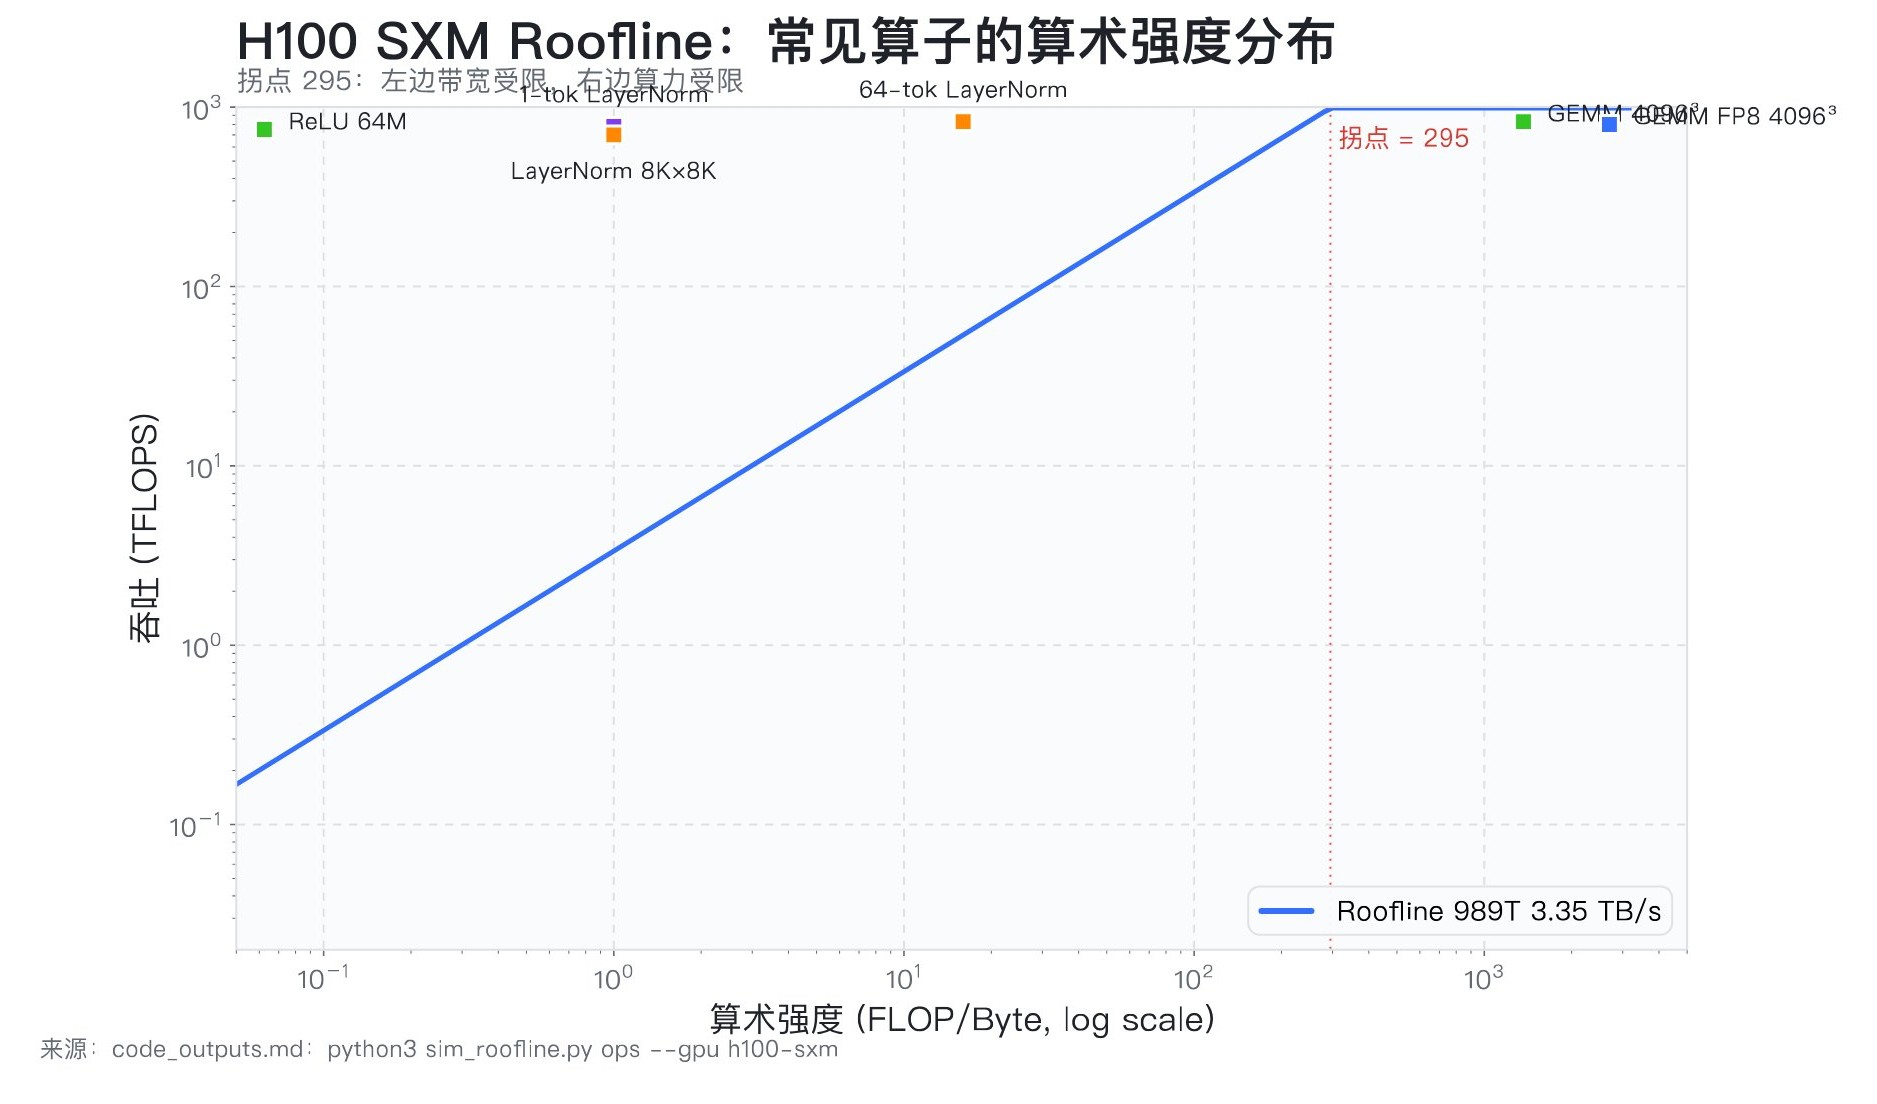 H100 SXM Roofline：常见算子的算术强度分布
拐点 295：左边带宽受限，右边算力受限
1-tok LayerNorm
64-tok LayerNorm
ReLU 64M
GEMM 4096³
GEMM FP8 4096³
拐点 = 295
LayerNorm 8K×8K
10³
10²
10¹
10⁰
10⁻¹
吞吐 (TFLOPS)
Roofline 989T 3.35 TB/s
10⁻¹ 10⁰ 10¹ 10² 10³
算术强度 (FLOP/Byte, log scale)
来源：code_outputs.md：python3 sim_roofline.py ops --gpu h100-sxm